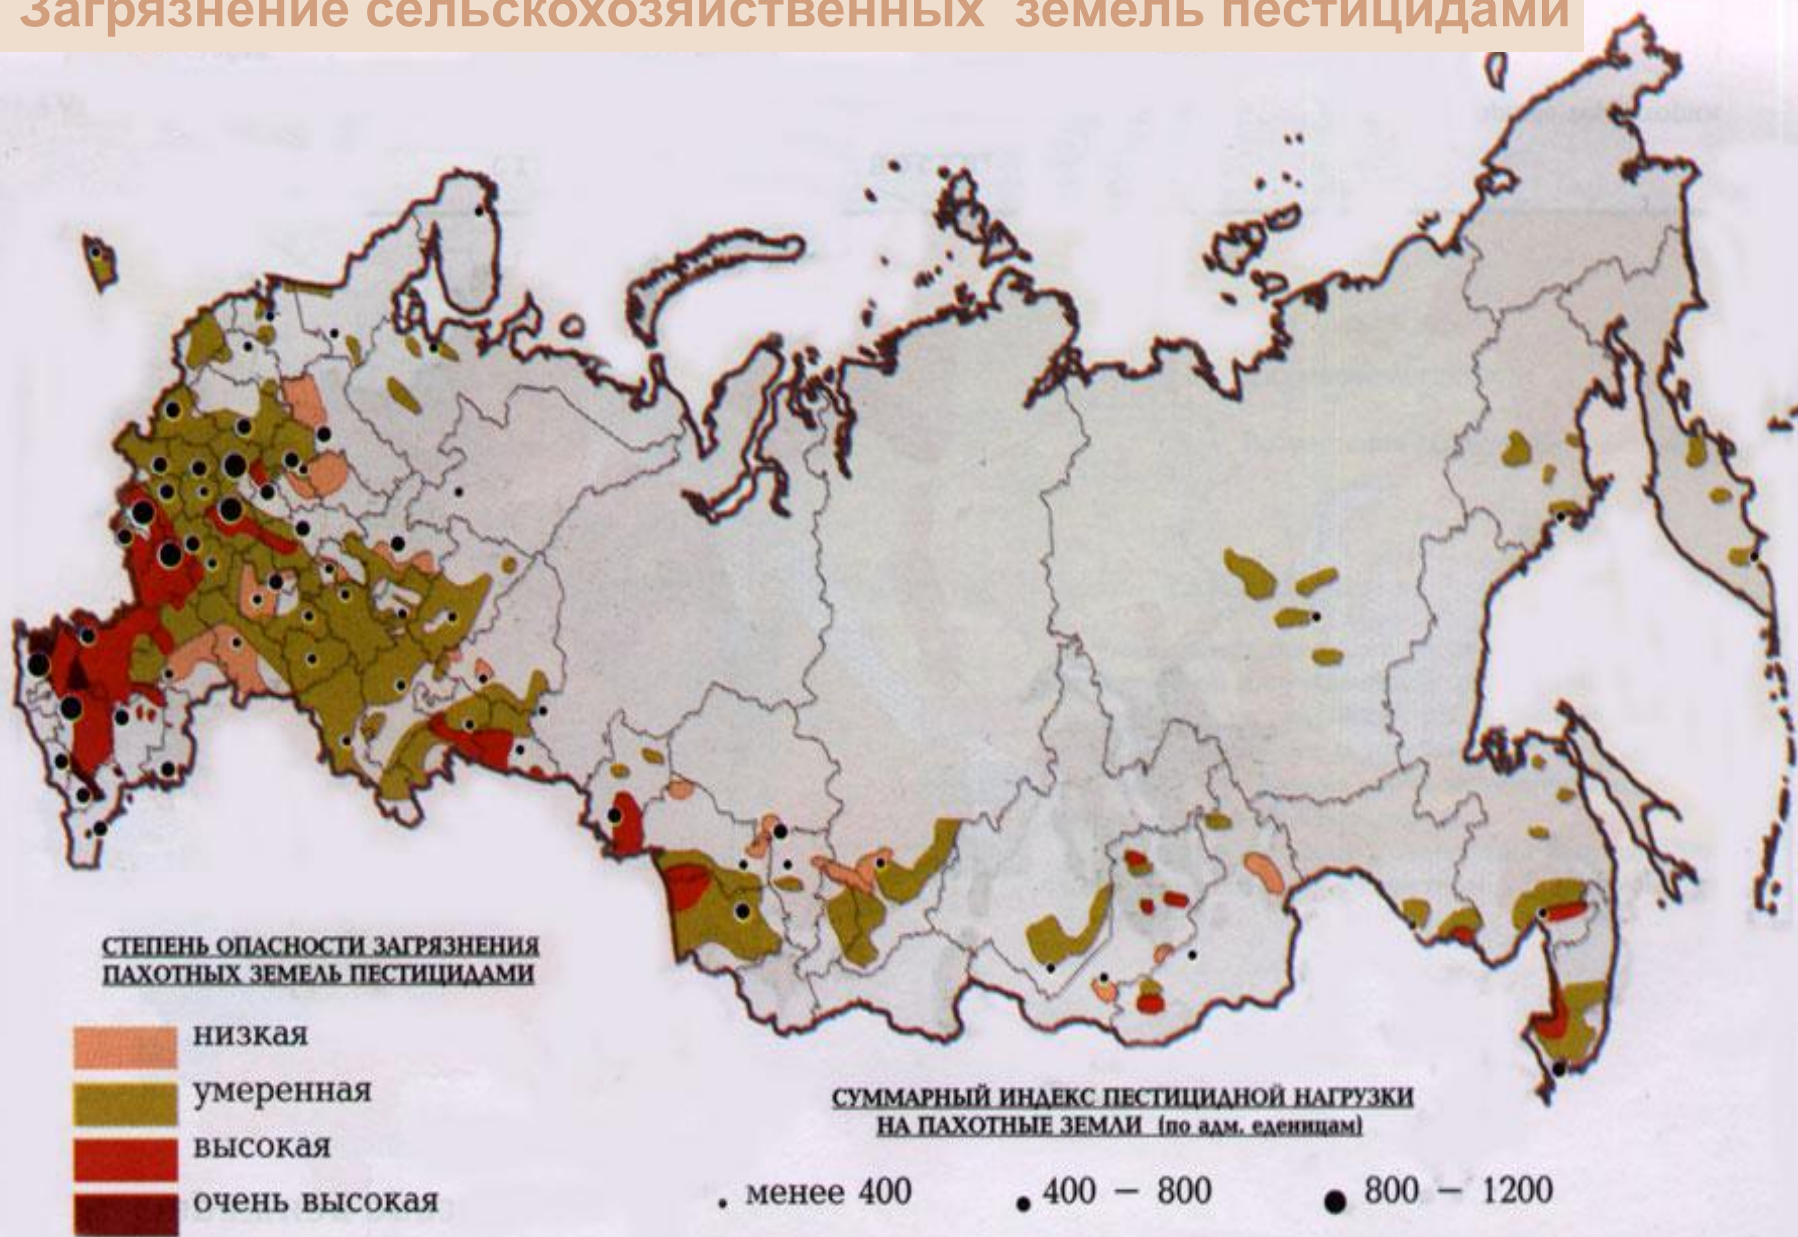 Загрязнение сельскохозяйственных земель пестицидами
СТЕПЕНЬ ОПАСНОСТИ ЗАГРЯЗНЕНИЯ
ПАХОТНЫХ ЗЕМЕЛЬ ПЕСТИЦИДАМИ
низкая
умеренная
высокая
очень высокая
СУММАРНЫЙ ИНДЕКС ПЕСТИЦИДНОЙ НАГРУЗКИ
НА ПАХОТНЫЕ ЗЕМЛИ (по адм. еденицам)
менее 400 400 — 800 800 — 1200